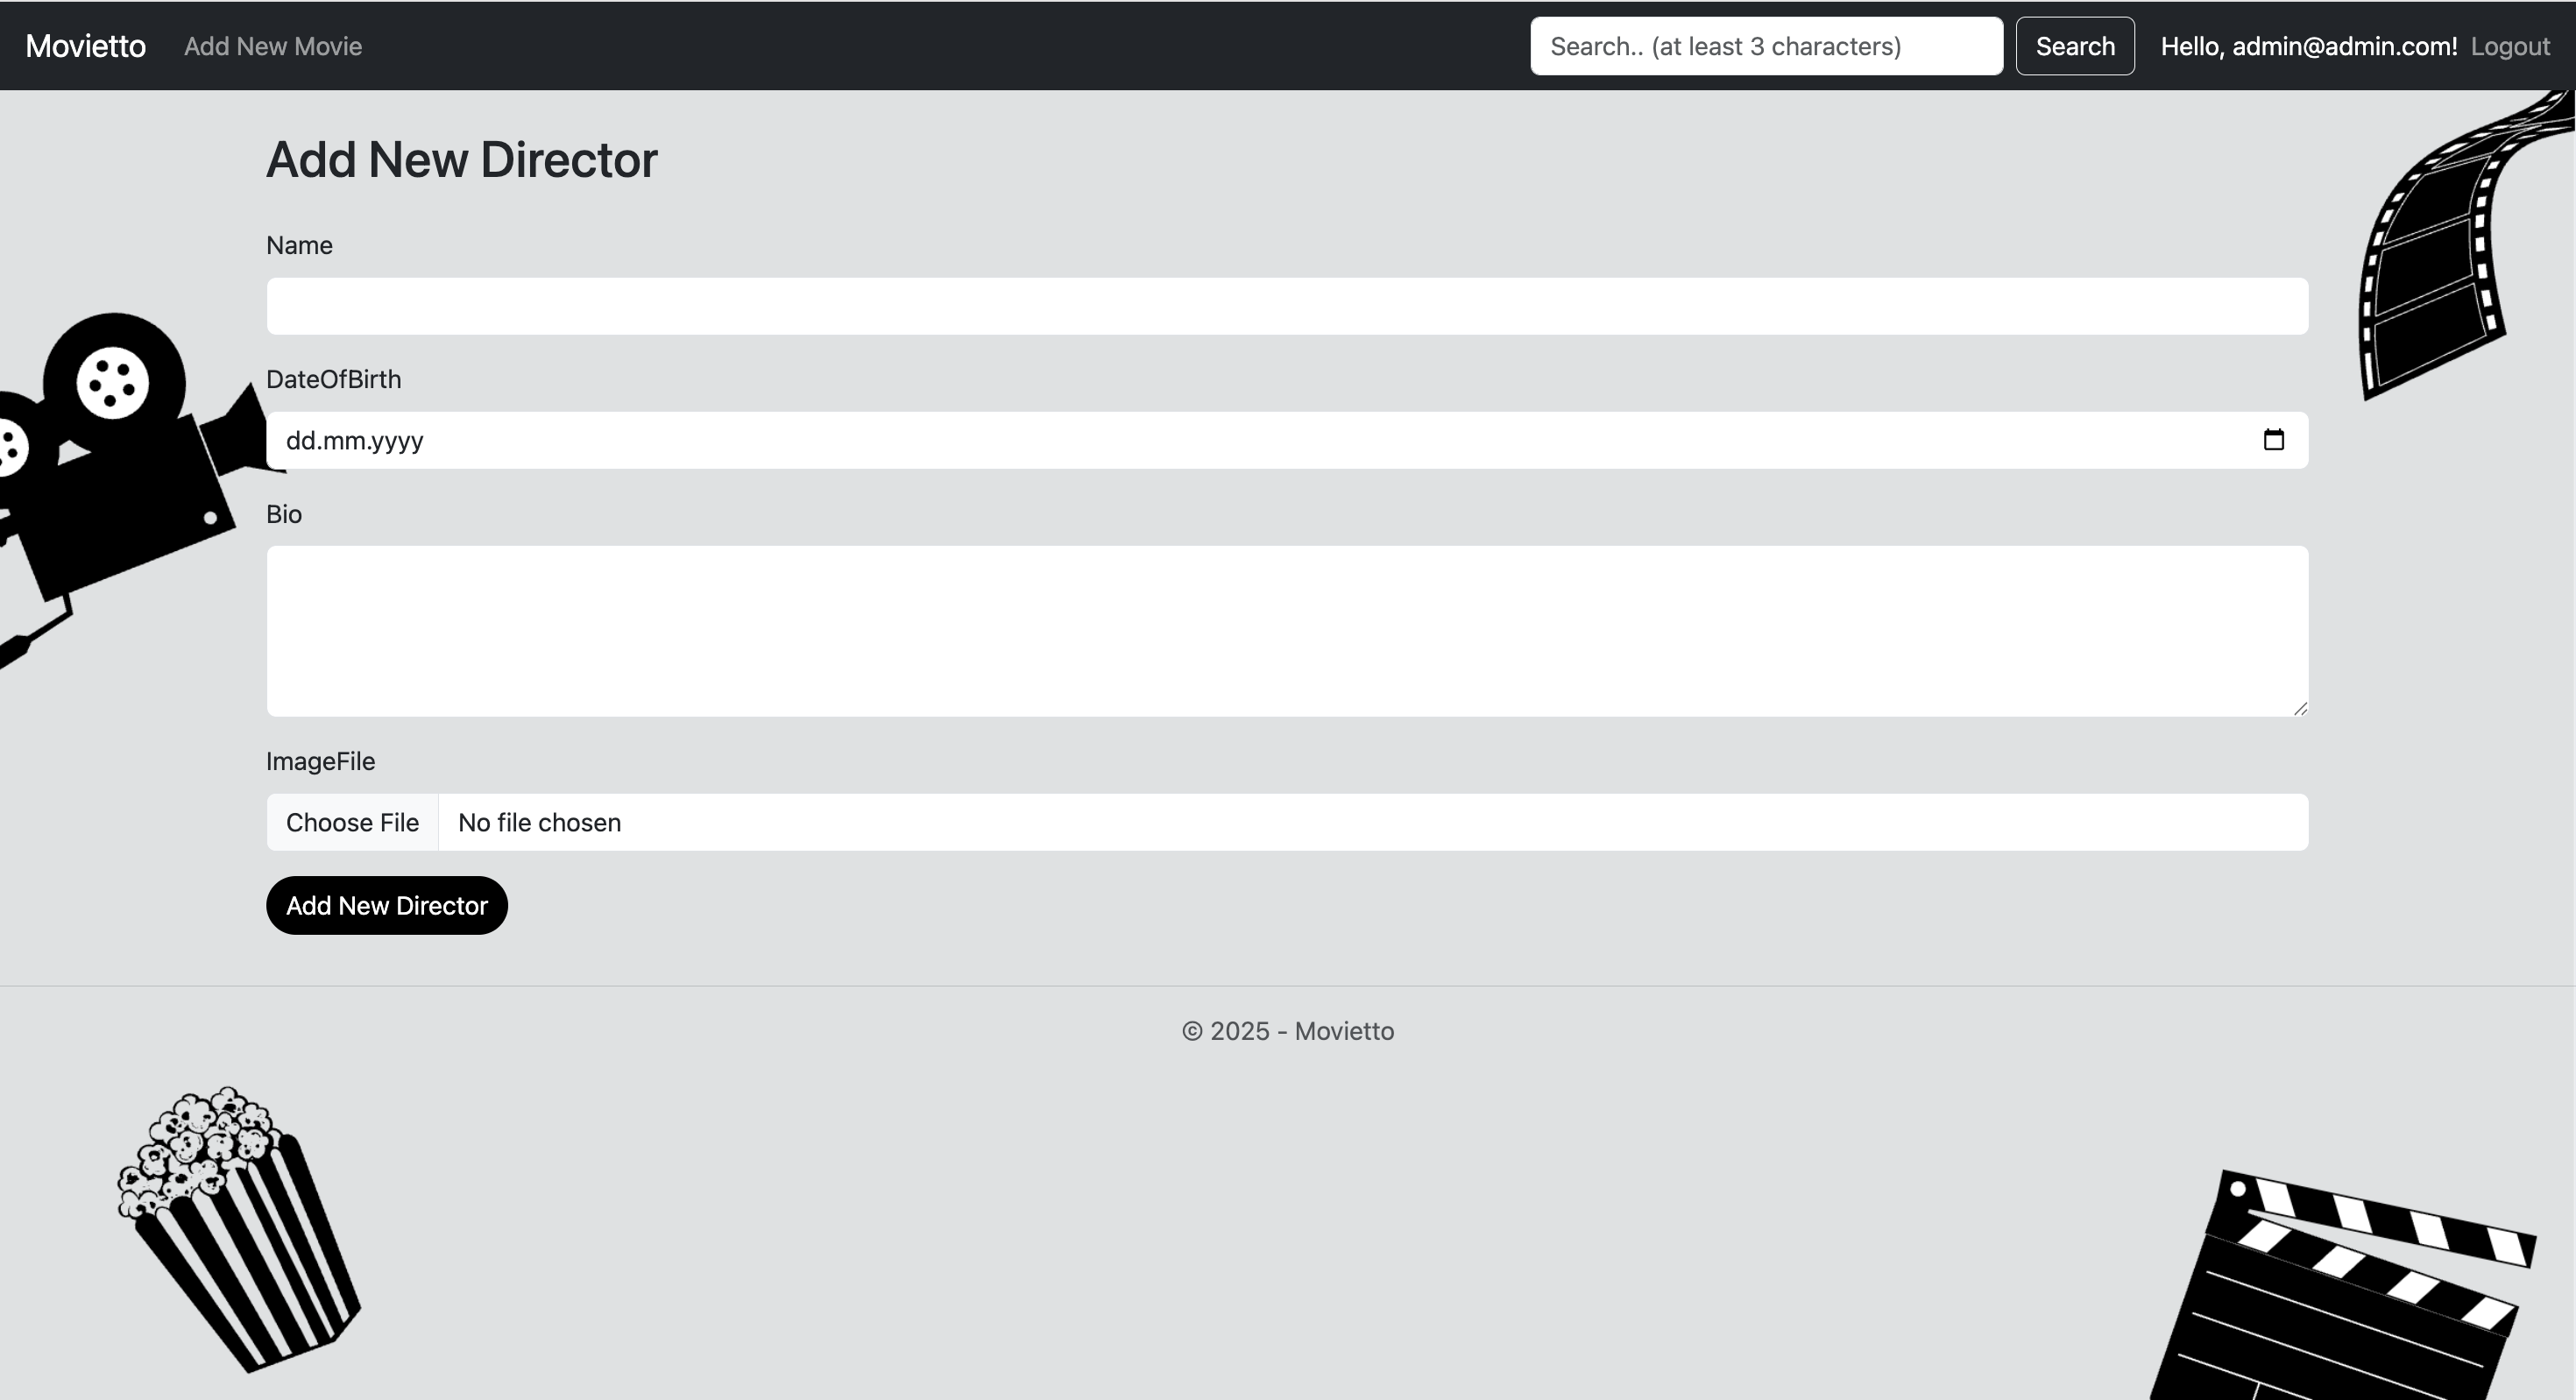 Movietto Add New Movie Search.. (at least 3 characters) Search Hello, admin@admin.com! Logout
Add New Director
Name
DateOfBirth
dd.mm.yyyy
Bio
ImageFile
Choose File No file chosen
Add New Director
© 2025 - Movietto